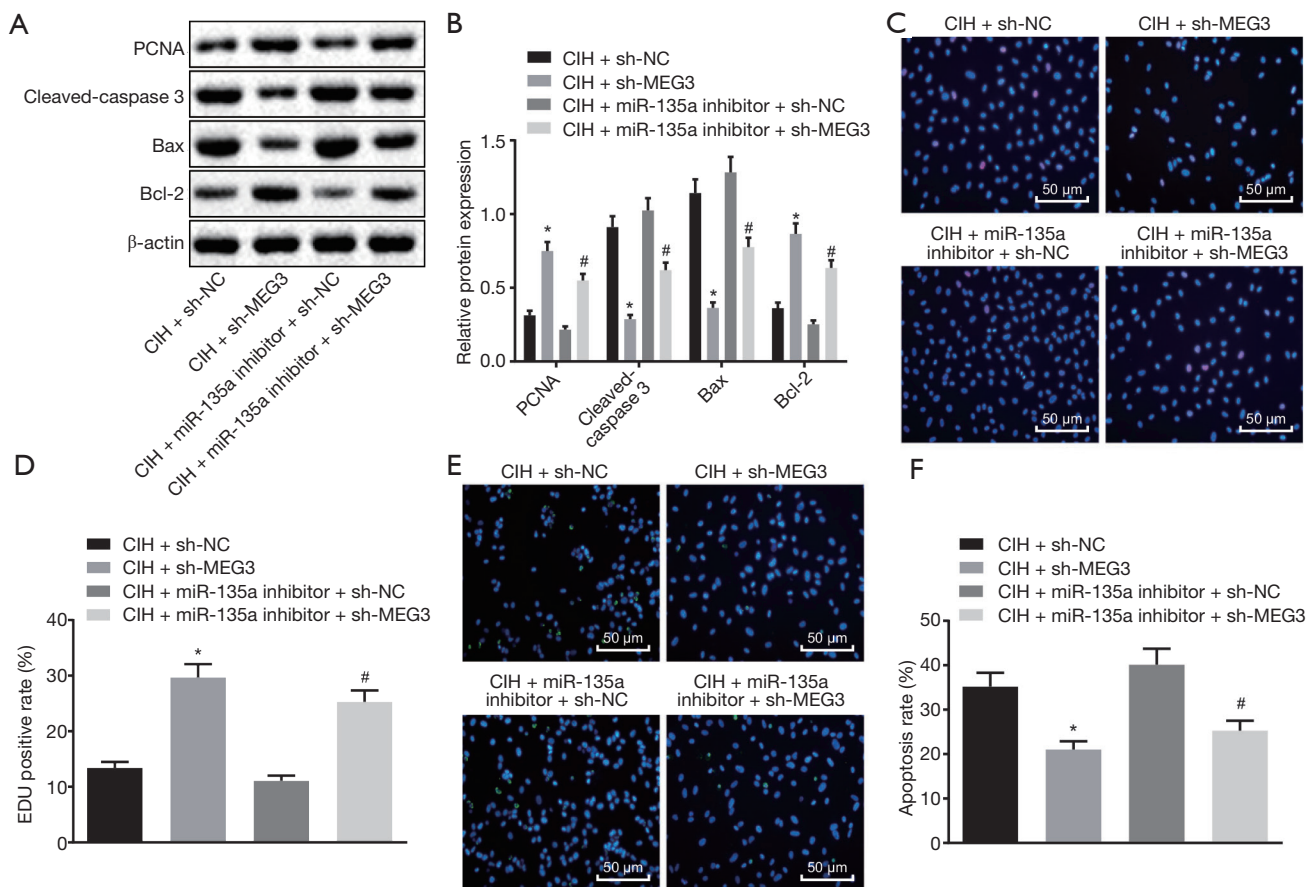 A
PCNA
Cleaved-caspase 3
Bax
Bcl-2
β-actin
CIH + sh-NC
CIH + sh-MEG3
CIH + miR-135a inhibitor + sh-NC
CIH + miR-135a inhibitor + sh-MEG3
B
CIH + sh-NC
CIH + sh-MEG3
CIH + miR-135a inhibitor + sh-NC
CIH + miR-135a inhibitor + sh-MEG3
Relative protein expression
1.5
1.0
0.5
0.0
*
#
*
#
*
#
*
#
PCNA
Cleaved-
caspase 3
Bax
Bcl-2
C
CIH + sh-NC
CIH + sh-MEG3
50 µm
50 µm
CIH + miR-135a
inhibitor + sh-NC
CIH + miR-135a
inhibitor + sh-MEG3
50 µm
50 µm
D
CIH + sh-NC
CIH + sh-MEG3
CIH + miR-135a inhibitor + sh-NC
CIH + miR-135a inhibitor + sh-MEG3
EDU positive rate (%)
40
30
20
10
0
*
#
E
CIH + sh-NC
CIH + sh-MEG3
50 µm
50 µm
CIH + miR-135a
inhibitor + sh-NC
CIH + miR-135a
inhibitor + sh-MEG3
50 µm
50 µm
F
CIH + sh-NC
CIH + sh-MEG3
CIH + miR-135a inhibitor + sh-NC
CIH + miR-135a inhibitor + sh-MEG3
Apoptosis rate (%)
50
40
30
20
10
0
*
#